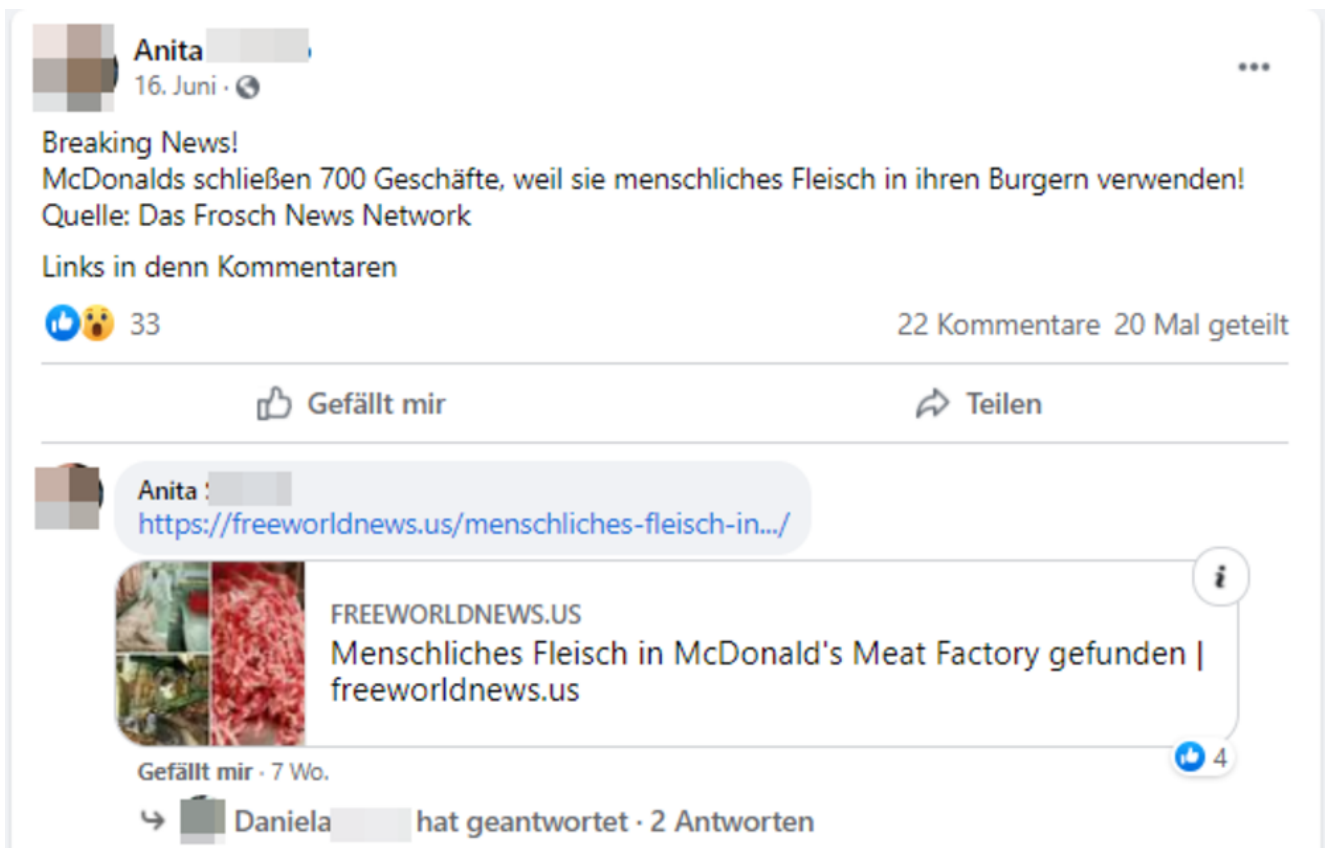 Anita
16. Juni ·
Breaking News!
McDonalds schließen 700 Geschäfte, weil sie menschliches Fleisch in ihren Burgern verwenden!
Quelle: Das Frosch News Network
Links in denn Kommentaren
33
22 Kommentare 20 Mal geteilt
Gefällt mir
Teilen
Anita
https://freeworldnews.us/menschliches-fleisch-in.../
i
FREEWORLDNEWS.US
Menschliches Fleisch in McDonald's Meat Factory gefunden |
freeworldnews.us
4
Gefällt mir · 7 Wo.
Daniela hat geantwortet · 2 Antworten